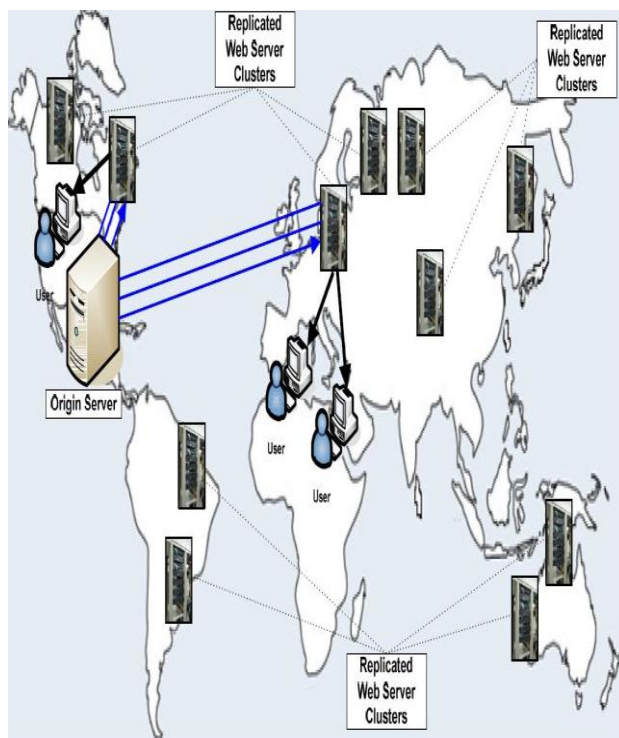 Replicated
Web Server
Clusters
Replicated
Web Server
Clusters
User
Origin Server
User
User
Replicated
Web Server
Clusters